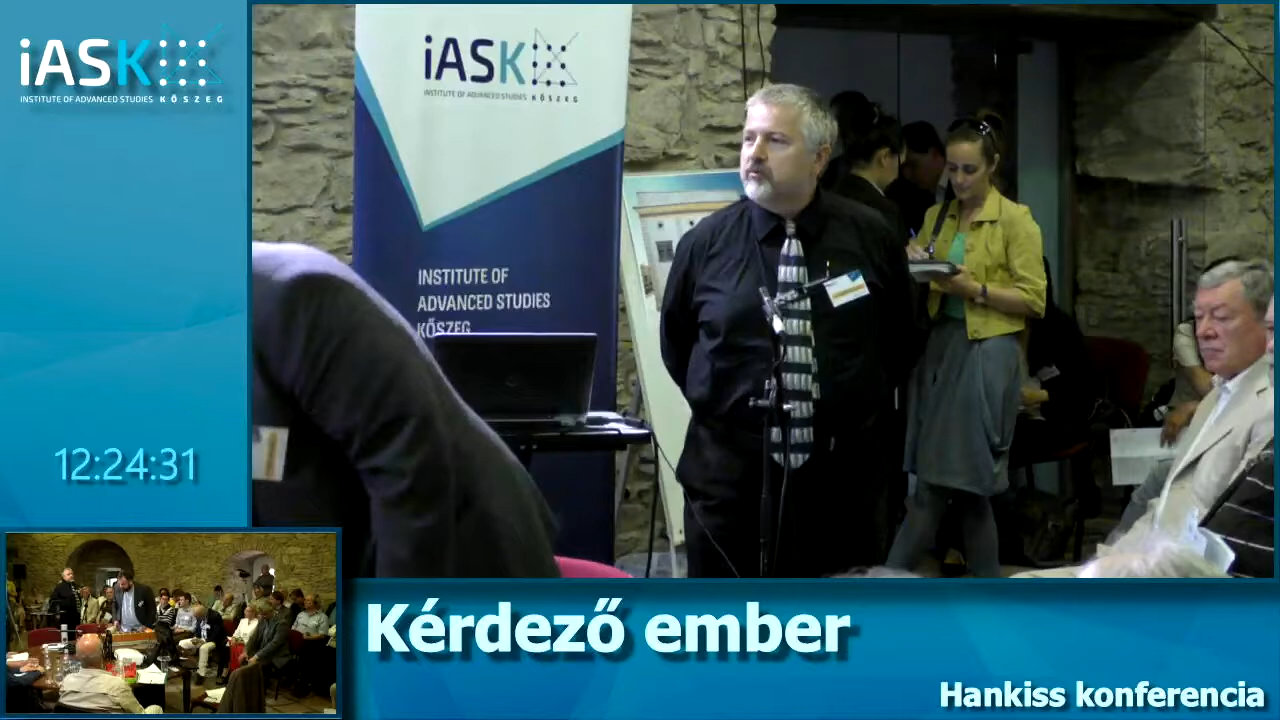 iASK
INSTITUTE OF ADVANCED STUDIES KŐSZEG
iASK
INSTITUTE OF ADVANCED STUDIES KŐSZEG
INSTITUTE OF
ADVANCED STUDIES
KŐSZEG
12:24:31
Kérdező ember
Hankiss konferencia